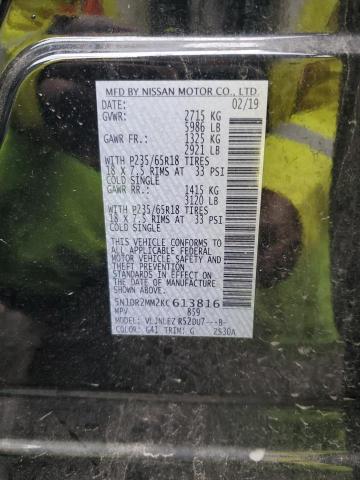 MFD BY NISSAN MOTOR CO., LTD.
DATE: 02/19
GVWR: 2715 KG
5986 LB
GAWR FR: 1325 KG
2921 LB
WITH P235/65R18 TIRES
18 X 7.5 RIMS AT 33 PSI
COLD SINGLE
GAWR RR: 1415 KG
3120 LB
WITH P235/65R18 TIRES
18 X 7.5 RIMS AT 33 PSI
COLD SINGLE
THIS VEHICLE CONFORMS TO ALL
APPLICABLE U.S. FEDERAL
MOTOR VEHICLE SAFETY STANDARDS
IN EFFECT ON THE DATE OF
MANUFACTURE SHOWN ABOVE.
5N1DR2MM2KC613816
MPV 859
COLOR: G41 TRIM: G